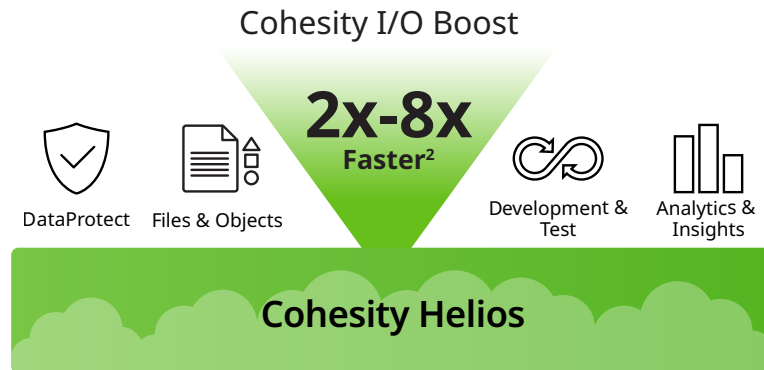 Cohesity I/O Boost
2x-8x
Faster²
DataProtect
Files & Objects
Development &
Test
Analytics &
Insights
Cohesity Helios